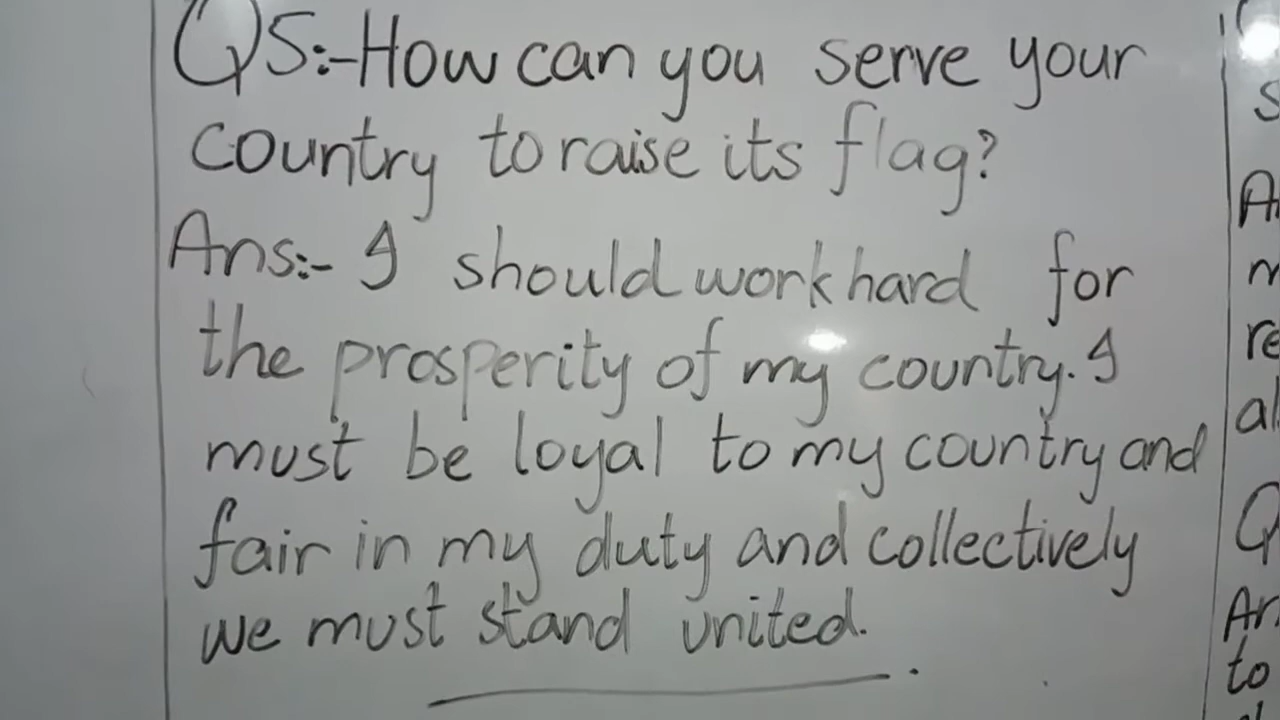 Q5:-How can you serve your
country to raise its flag?
Ans:- I should work hard for
the prosperity of my country. I
must be loyal to my country and
fair in my duty and collectively
we must stand united.